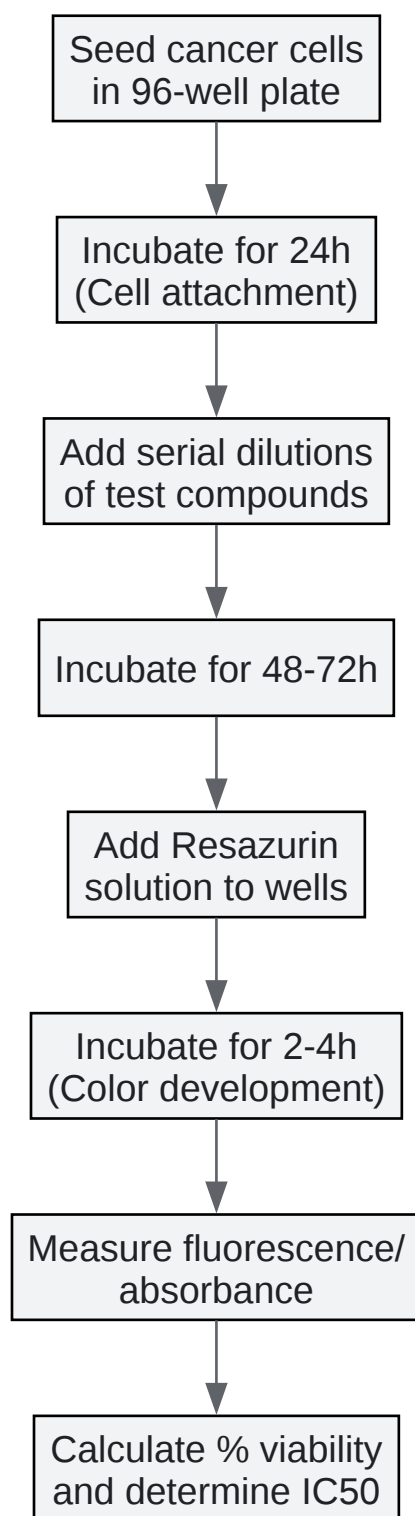 Seed cancer cells
in 96-well plate
Incubate for 24h
(Cell attachment)
Add serial dilutions
of test compounds
Incubate for 48-72h
Add Resazurin
solution to wells
Incubate for 2-4h
(Color development)
Measure fluorescence/
absorbance
Calculate % viability
and determine IC50